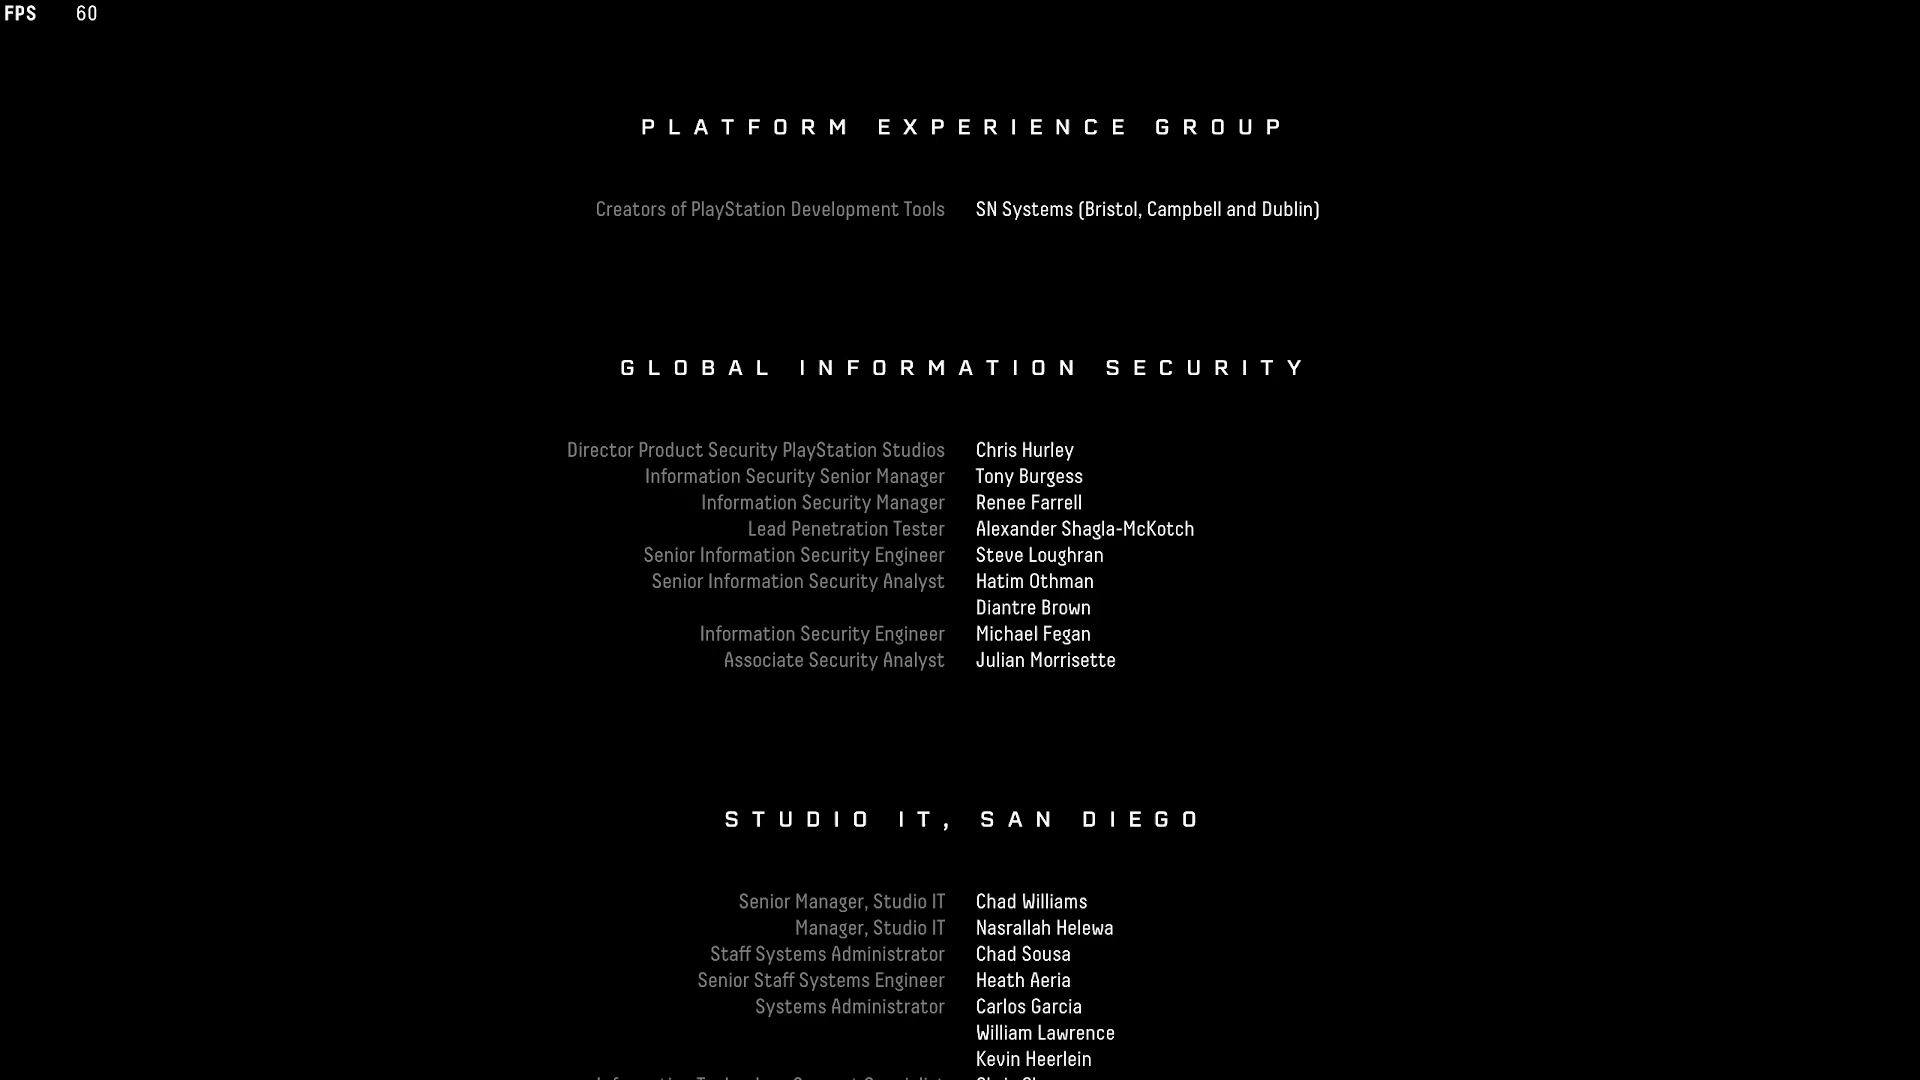 FPS 60
PLATFORM EXPERIENCE GROUP
Creators of PlayStation Development Tools SN Systems (Bristol, Campbell and Dublin)
GLOBAL INFORMATION SECURITY
Director Product Security PlayStation Studios Chris Hurley
Information Security Senior Manager Tony Burgess
Information Security Manager Renee Farrell
Lead Penetration Tester Alexander Shagla-McKotch
Senior Information Security Engineer Steve Loughran
Senior Information Security Analyst Hatim Othman
Diantre Brown
Information Security Engineer Michael Fegan
Associate Security Analyst Julian Morrisette
STUDIO IT, SAN DIEGO
Senior Manager, Studio IT Chad Williams
Manager, Studio IT Nasrallah Helewa
Staff Systems Administrator Chad Sousa
Senior Staff Systems Engineer Heath Aeria
Systems Administrator Carlos Garcia
William Lawrence
Kevin Heerlein